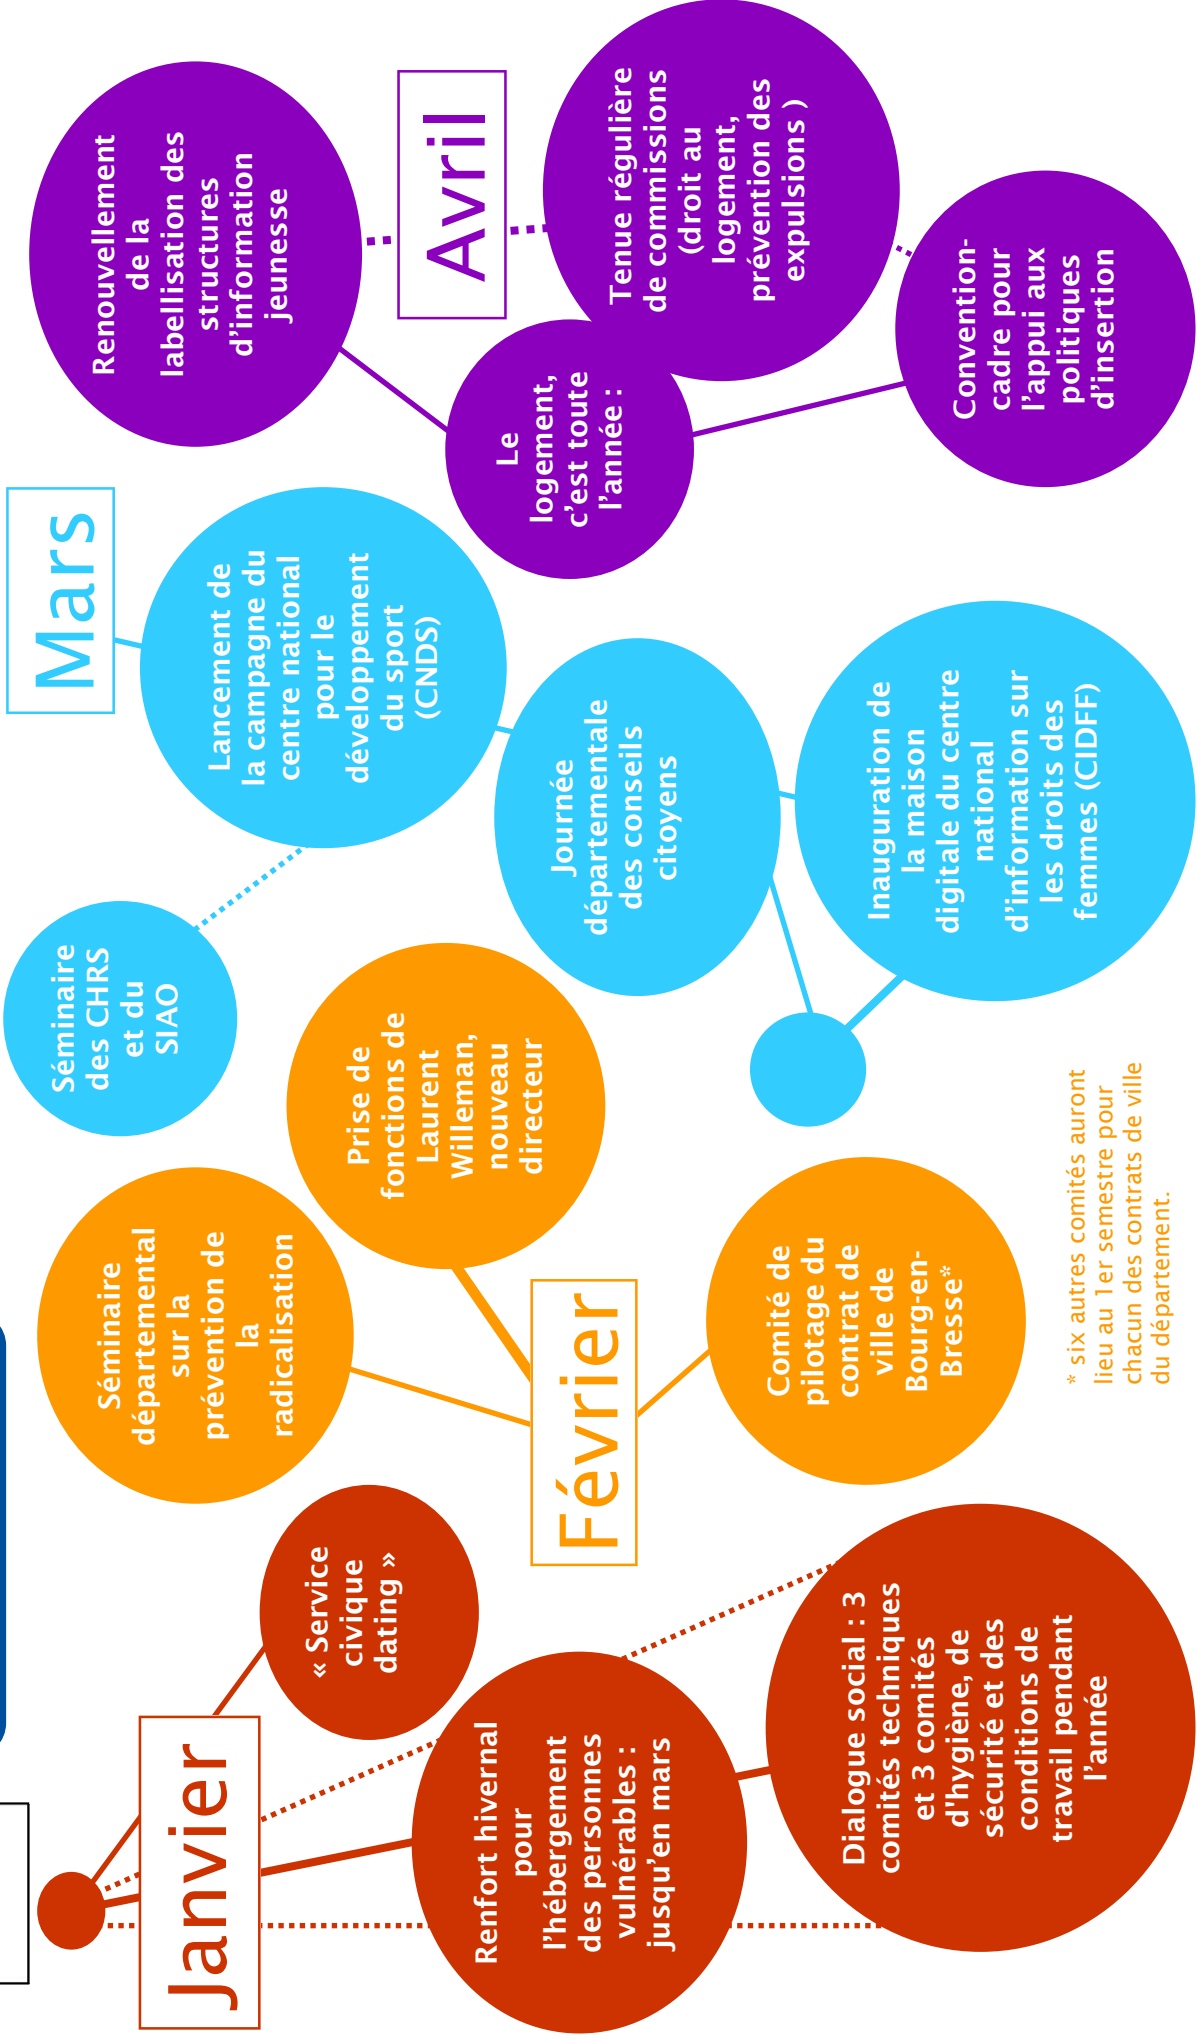 Janvier
« Service
civique
dating »
Renfort hivernal
pour
l'hébergement
des personnes
vulnérables :
jusqu'en mars
Dialogue social : 3
comités techniques
et 3 comités
d'hygiène, de
sécurité et des
conditions de
travail pendant
l'année
Février
Séminaire
départemental
sur la
prévention de
la
radicalisation
Prise de
fonctions de
Laurent
Willeman,
nouveau
directeur
Comité de
pilotage du
contrat de
ville de
Bourg-en-
Bresse*
* six autres comités auront
lieu au 1er semestre pour
chacun des contrats de ville
du département.
Mars
Séminaire
des CHRS
et du
SIAO
Lancement de
la campagne du
centre national
pour le
développement
du sport
(CNDS)
Journée
départementale
des conseils
citoyens
Inauguration de
la maison
digitale du centre
national
d'information sur
les droits des
femmes (CIDFF)
Avril
Renouvellement
de la
labellisation des
structures
d'information
jeunesse
Le
logement,
c'est toute
l'année :
Tenue régulière
de commissions
(droit au
logement,
prévention des
expulsions )
Convention-
cadre pour
l'appui aux
politiques
d'insertion